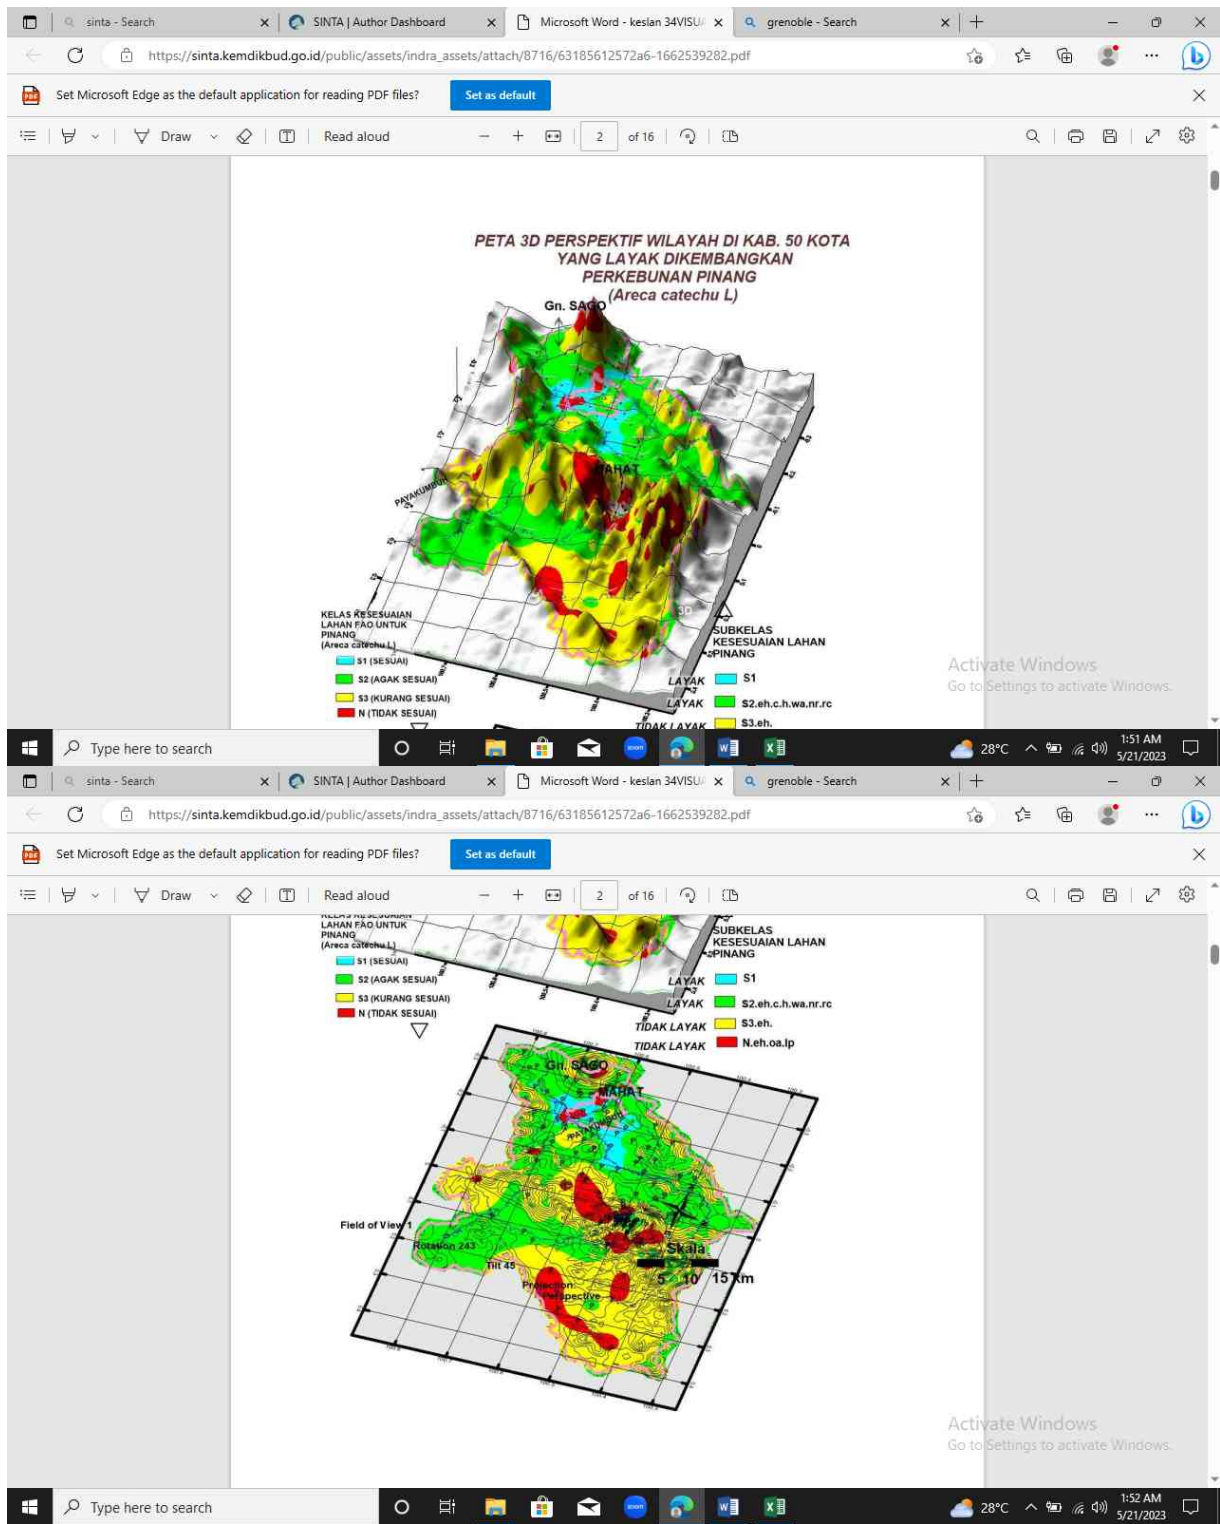 sinta - Search
SINTA | Author Dashboard
Microsoft Word - keslan 34VISU
grenoble - Search
https://sinta.kemdikbud.go.id/public/assets/indra_assets/attach/8716/63185612572a6-1662539282.pdf
Set Microsoft Edge as the default application for reading PDF files?
Set as default
Draw
Read aloud
2
of 16
PETA 3D PERSPEKTIF WILAYAH DI KAB. 50 KOTA
YANG LAYAK DIKEMBANGKAN
PERKEBUNAN PINANG
(Areca catechu L)
Gn. SAGO
MAHAT
PAYAKUMBUH
3D
KELAS KESESUAIAN
LAHAN FAO UNTUK
PINANG
(Areca catechu L)
S1 (SESUAI)
S2 (AGAK SESUAI)
S3 (KURANG SESUAI)
N (TIDAK SESUAI)
SUBKELAS
KESESUAIAN LAHAN
PINANG
LAYAK S1
LAYAK S2.eh.c.h.wa.nr.rc
TIDAK LAYAK S3.eh.
Activate Windows
Go to Settings to activate Windows.
Type here to search
zoom
28°C
1:51 AM
5/21/2023
sinta - Search
SINTA | Author Dashboard
Microsoft Word - keslan 34VISU
grenoble - Search
https://sinta.kemdikbud.go.id/public/assets/indra_assets/attach/8716/63185612572a6-1662539282.pdf
Set Microsoft Edge as the default application for reading PDF files?
Set as default
Draw
Read aloud
2
of 16
KELAS KESESUAIAN
LAHAN FAO UNTUK
PINANG
(Areca catechu L)
S1 (SESUAI)
S2 (AGAK SESUAI)
S3 (KURANG SESUAI)
N (TIDAK SESUAI)
SUBKELAS
KESESUAIAN LAHAN
PINANG
LAYAK S1
LAYAK S2.eh.c.h.wa.nr.rc
TIDAK LAYAK S3.eh.
TIDAK LAYAK N.eh.oa.lp
Gn. SAGO
MAHAT
PAYAKUMBUH
Field of View 1
Rotation 243
Tilt 45
Projection:
Perspective
Skala
5 10 15 km
Activate Windows
Go to Settings to activate Windows.
Type here to search
zoom
28°C
1:52 AM
5/21/2023